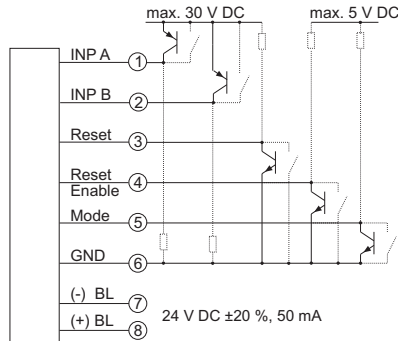 max. 30 V DC
max. 5 V DC
INP A 1
INP B 2
Reset 3
Reset
Enable 4
Mode 5
GND 6
(-) BL 7
(+) BL 8
24 V DC ±20 %, 50 mA